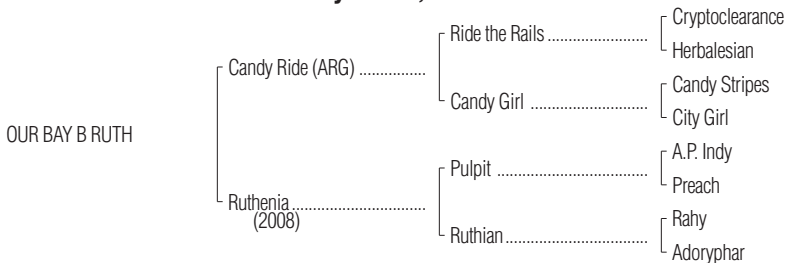 Cryptoclearance
Ride the Rails
Herbalesian
Candy Ride (ARG)
Candy Stripes
Candy Girl
City Girl
OUR BAY B RUTH
A.P. Indy
Pulpit
Preach
Ruthenia
(2008)
Rahy
Ruthian
Adoryphar